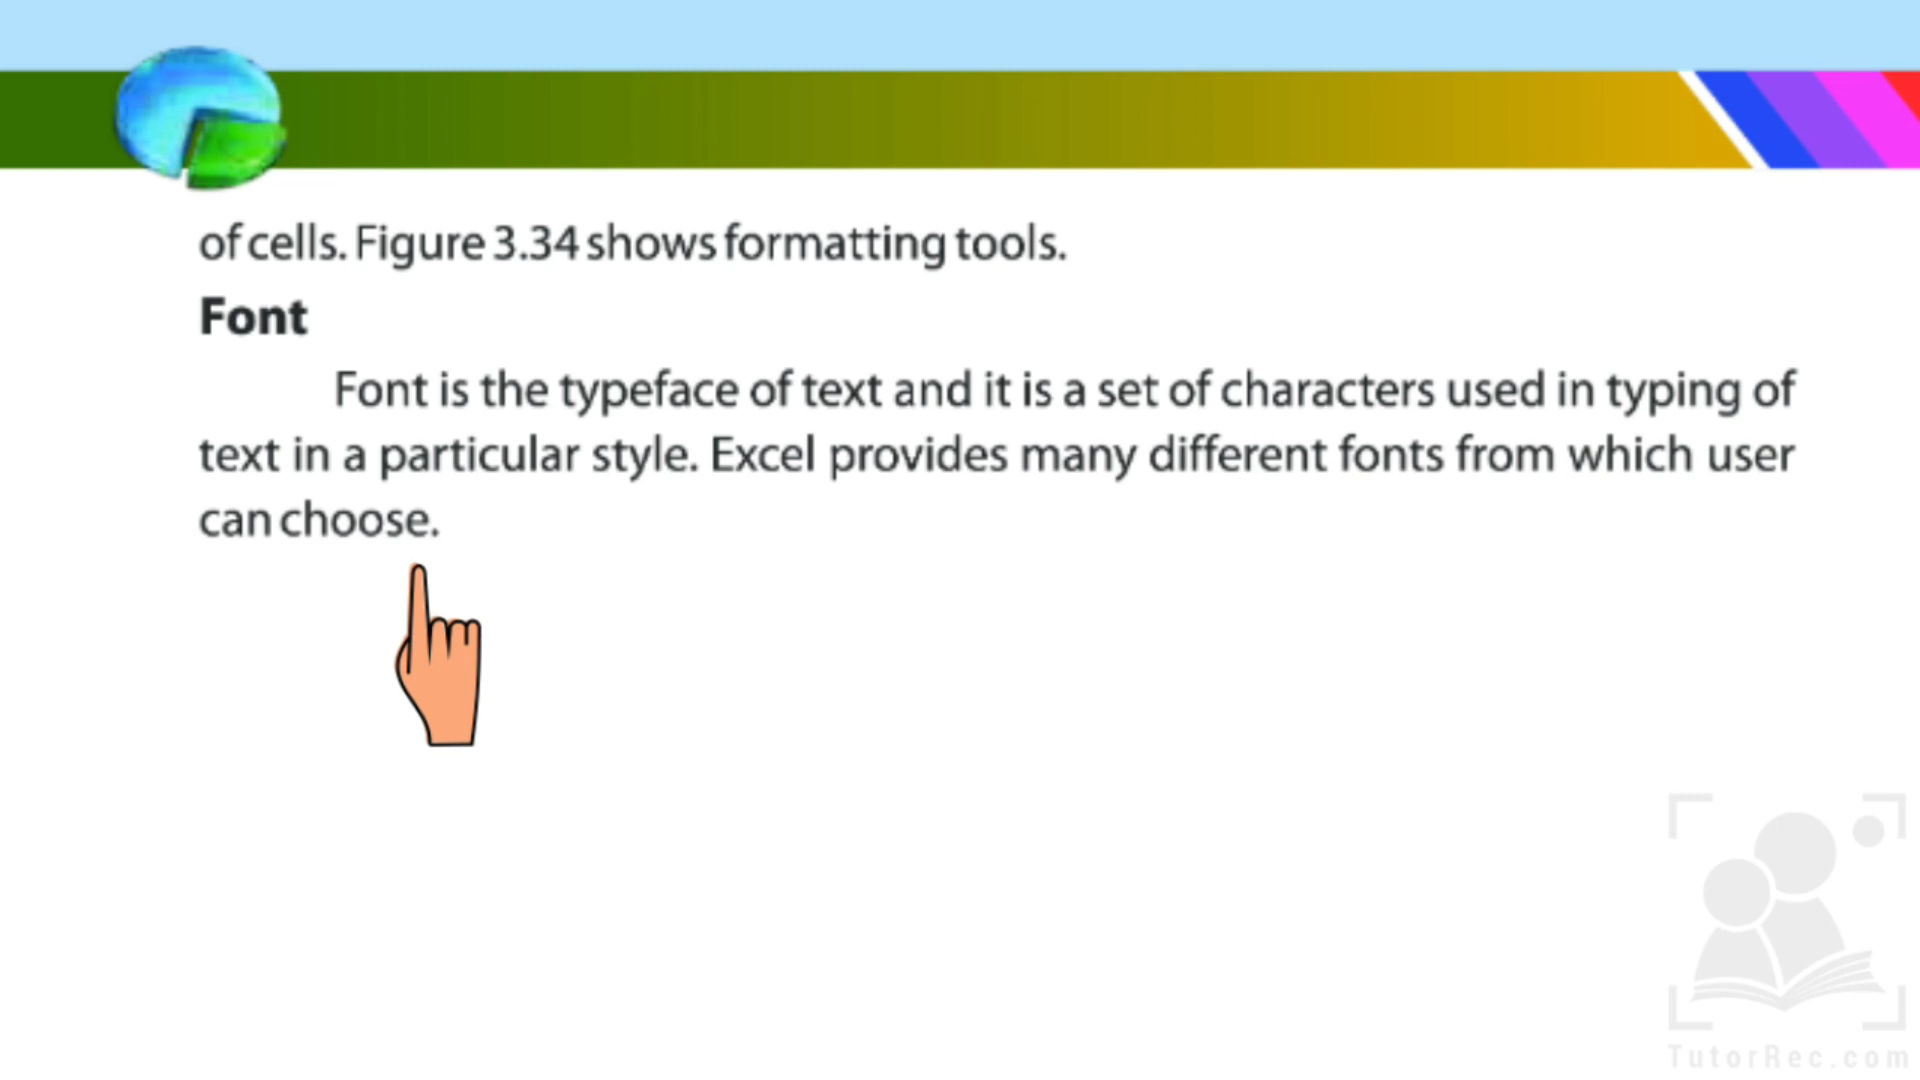 of cells. Figure 3.34 shows formatting tools.
Font
Font is the typeface of text and it is a set of characters used in typing of
text in a particular style. Excel provides many different fonts from which user
can choose.
TutorRec.com